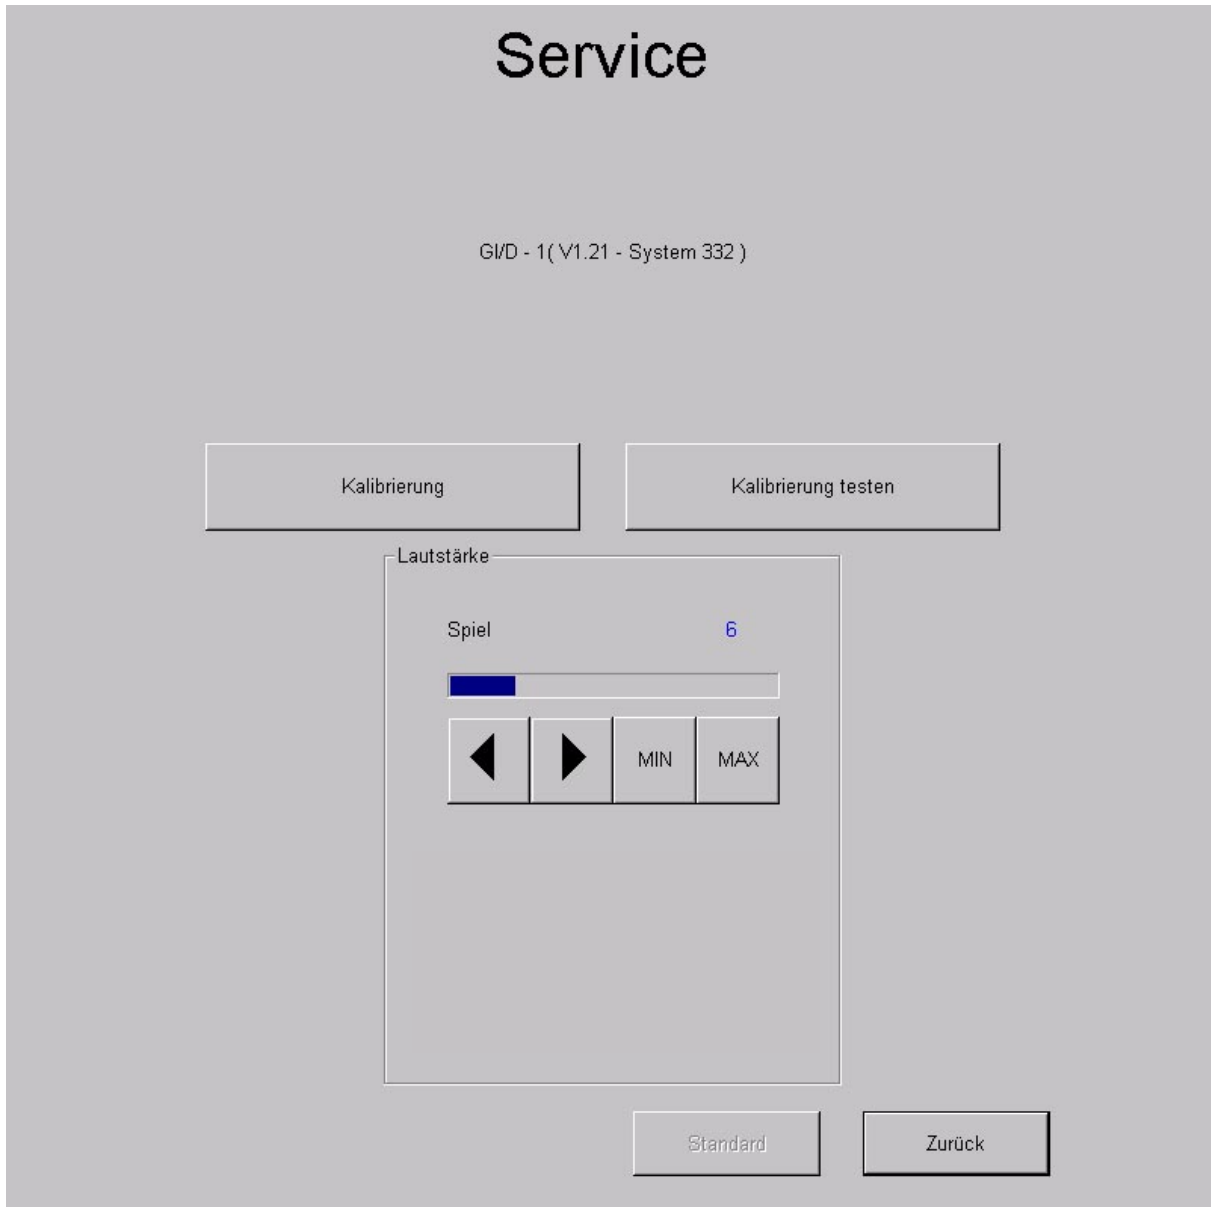 Service
GI/D - 1( V1.21 - System 332 )
Kalibrierung
Kalibrierung testen
Lautstärke
Spiel
6
MIN
MAX
Standard
Zurück